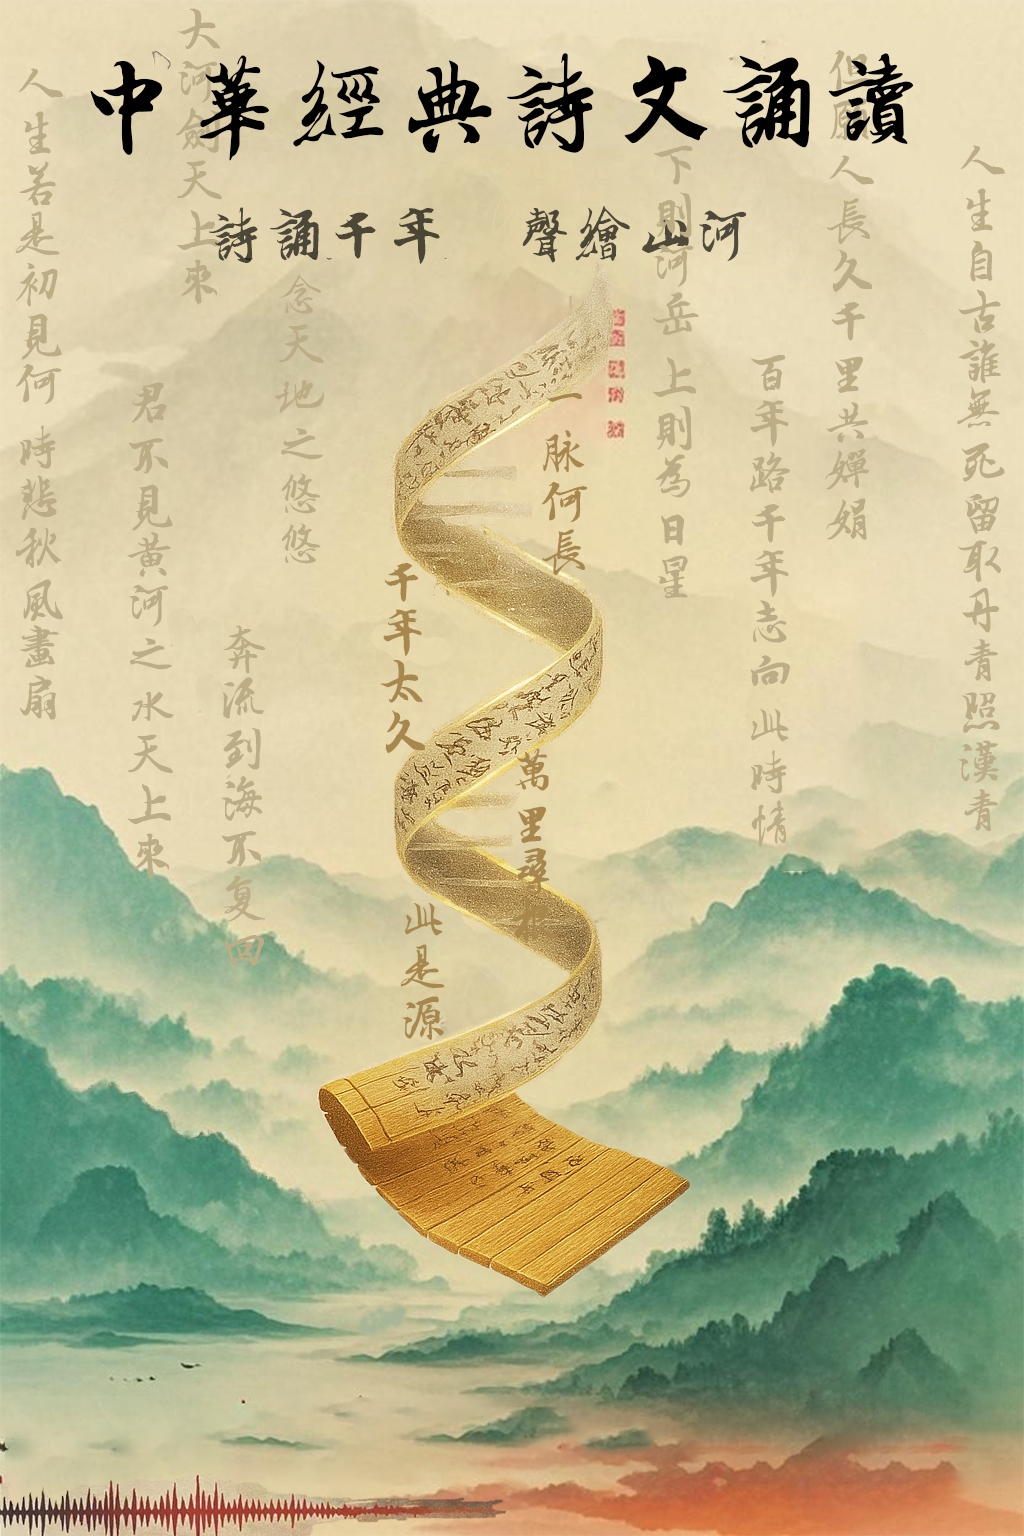 中華經典詩文誦讀
詩誦千年 聲繪山河
人生自古誰無死留取丹青照漢青
但願人長久千里共嬋娟
百年路千年志向此時情
下則河岳上則為日星
一脉何長
萬里尋根
千年太久
此是源
念天地之悠悠
奔流到海不复回
大河劍天上來
君不見黃河之水天上來
人生若是初見何時悲秋風畫扇